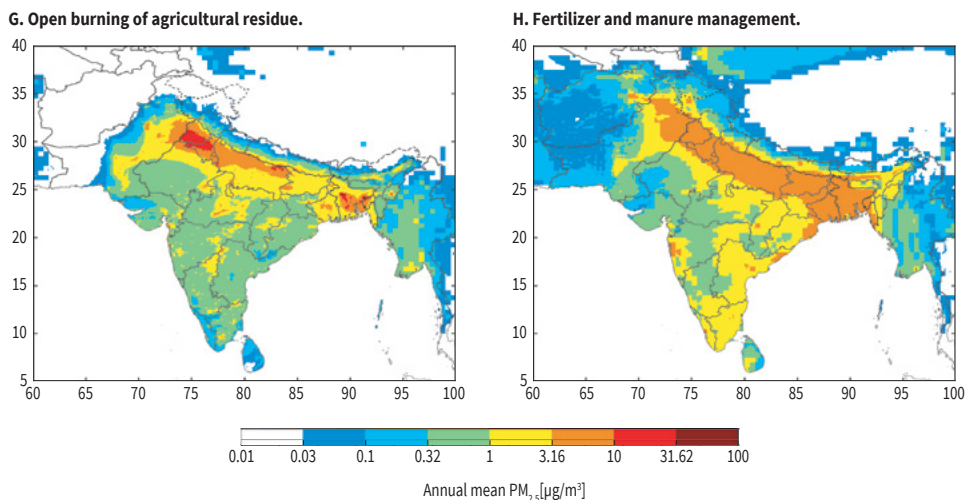 G. Open burning of agricultural residue.
H. Fertilizer and manure management.
40
35
30
25
20
15
10
5
60 65 70 75 80 85 90 95 100
40
35
30
25
20
15
10
5
60 65 70 75 80 85 90 95 100
0.01 0.03 0.1 0.32 1 3.16 10 31.62 100
Annual mean PM2.5[µg/m³]